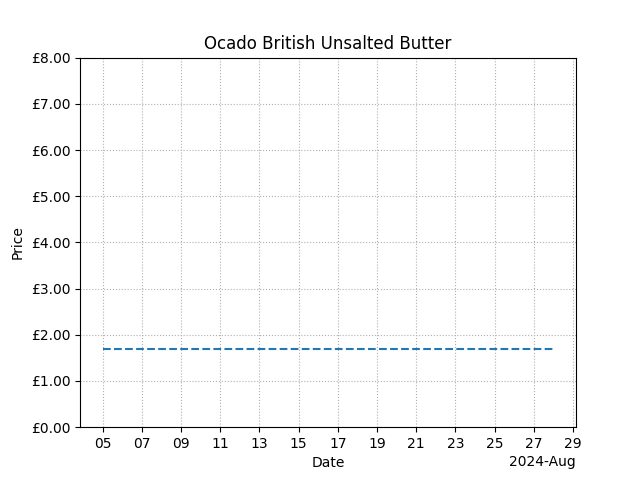 Ocado British Unsalted Butter
£8.00
£7.00
£6.00
£5.00
£4.00
£3.00
£2.00
£1.00
£0.00
Price
05 07 09 11 13 15 17 19 21 23 25 27 29
Date
2024-Aug